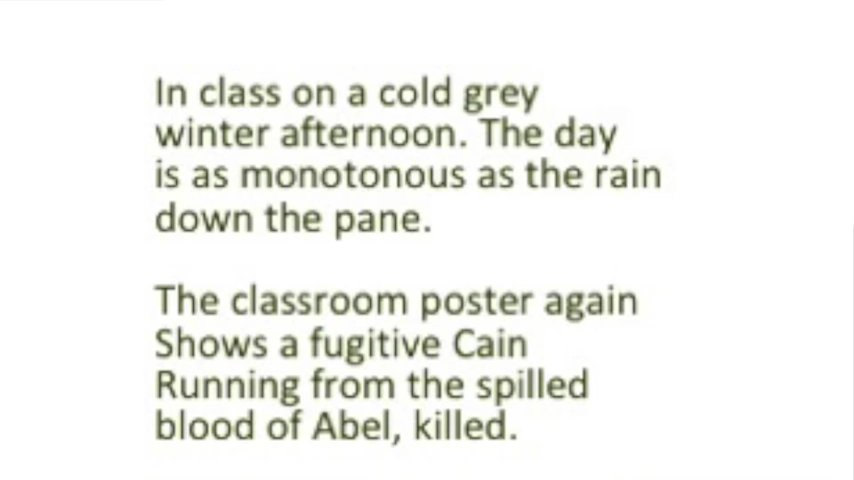 In class on a cold grey
winter afternoon. The day
is as monotonous as the rain
down the pane.
The classroom poster again
Shows a fugitive Cain
Running from the spilled
blood of Abel, killed.